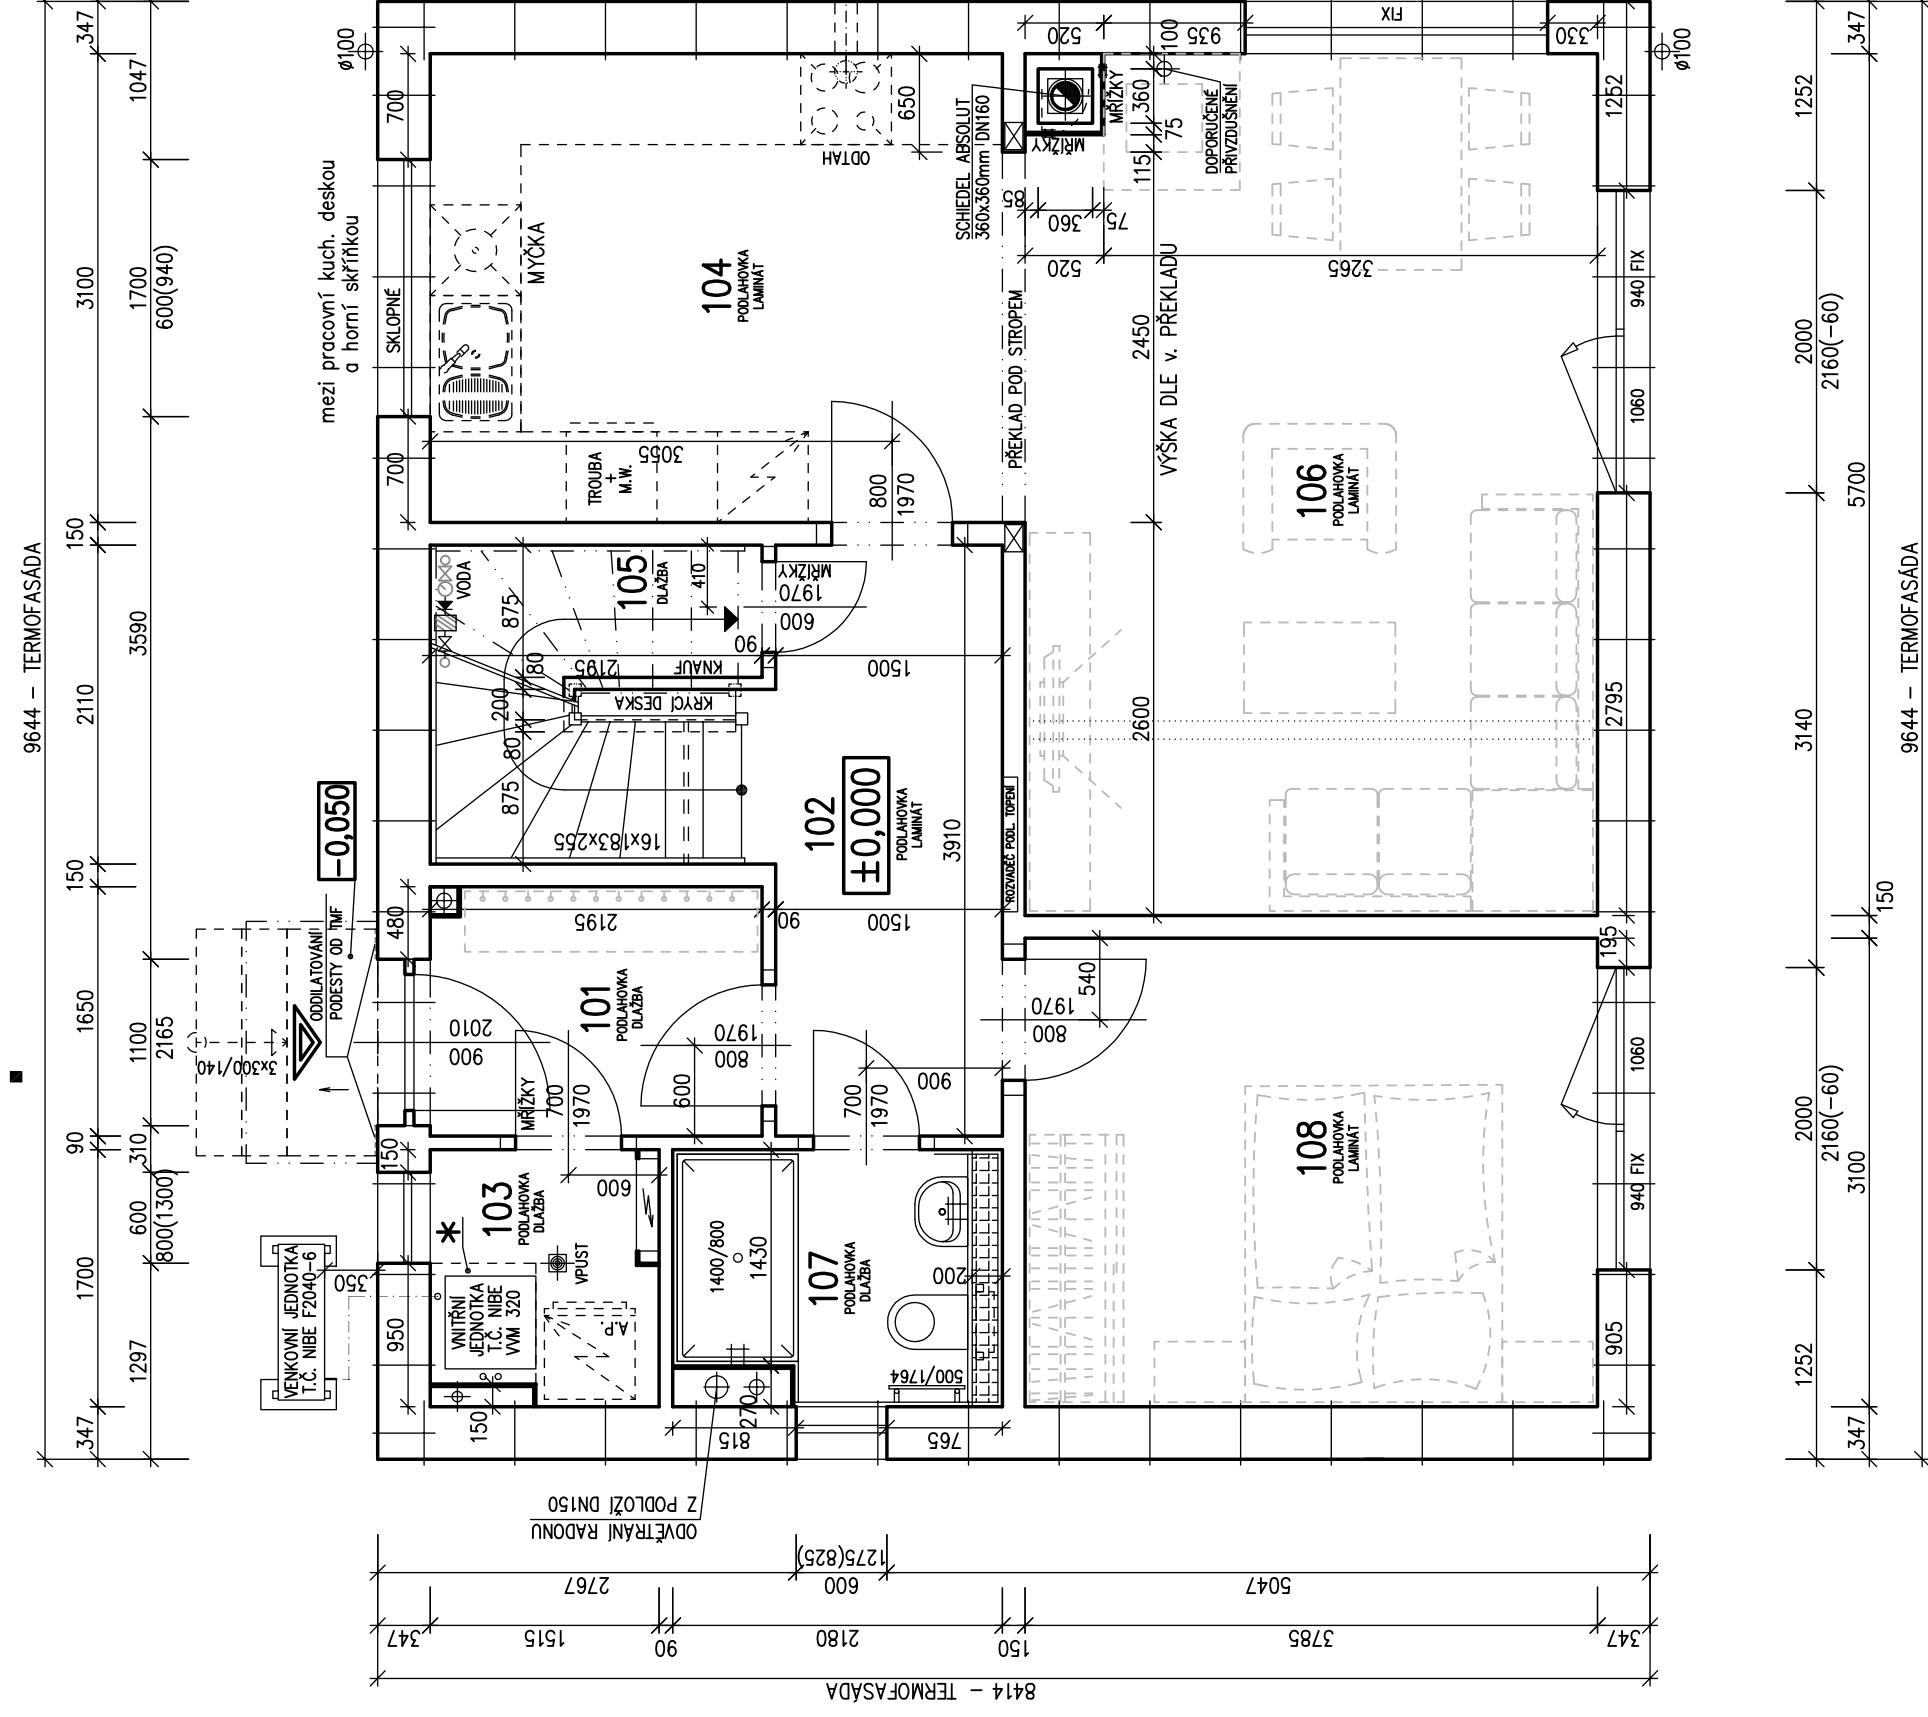 9644 – TERMOFASÁDA
347
3100
150
2110
150
1650
90
1700
347
1047
1700
600(940)
3590
1100
2165
310
600
800(1300)
1297
mezi pracovní kuch. deskou
a horní skříňkou
ø100
700
SKLOPNÉ
700
MYČKA
ODTAH
650
104
PODLAHOVKA
LAMINÁT
TROUBA
+
M.W.
3055
800
1970
PŘEKLAD POD STROPEM
VÝŠKA DLE v. PŘEKLADU
SCHIEDEL ABSOLUT
360x360mm DN160
MŘÍŽKY
MŘÍŽKY
DOPORUČENÉ
PŘIVZDUŠNĚNÍ
520
935
FIX
330
100
360
75
115
85
360
75
520
3265
2450
1252
ø100
940 FIX
1060
106
PODLAHOVKA
LAMINÁT
2600
2795
VODA
105
DLAŽBA
410
875
80
200
80
875
2195
KNAUF
90
KRYCÍ DESKA
16x183x255
MŘÍŽKY
1970
600
1500
102
±0,000
PODLAHOVKA
LAMINÁT
3910
ROZVADĚČ PODL. TOPENÍ
–0,050
ODDILATOVÁNÍ
PODESTY OD TMF
3x300/140
480
2195
90
1500
101
PODLAHOVKA
DLAŽBA
2010
900
1970
800
600
MŘÍŽKY
700
1970
700
1970
900
1970
800
540
195
150
VENKOVNÍ JEDNOTKA
T.Č. NIBE F2040–6
350
950
150
103
PODLAHOVKA
DLAŽBA
*
VNITŘNÍ
JEDNOTKA
T.Č. NIBE
VVM 320
VPUST
A.P.
600
1400/800
1430
107
PODLAHOVKA
DLAŽBA
200
500/1764
270
815
765
108
PODLAHOVKA
LAMINÁT
1060
940 FIX
905
ODVĚTRÁNÍ RADONU
Z PODLOŽÍ DN150
2767
600
1275(825)
5047
347
1515
90
2180
150
3785
347
8414 – TERMOFASÁDA
347
1252
2000
2160(–60)
5700
3140
150
2000
2160(–60)
3100
1252
347
9644 – TERMOFASÁDA